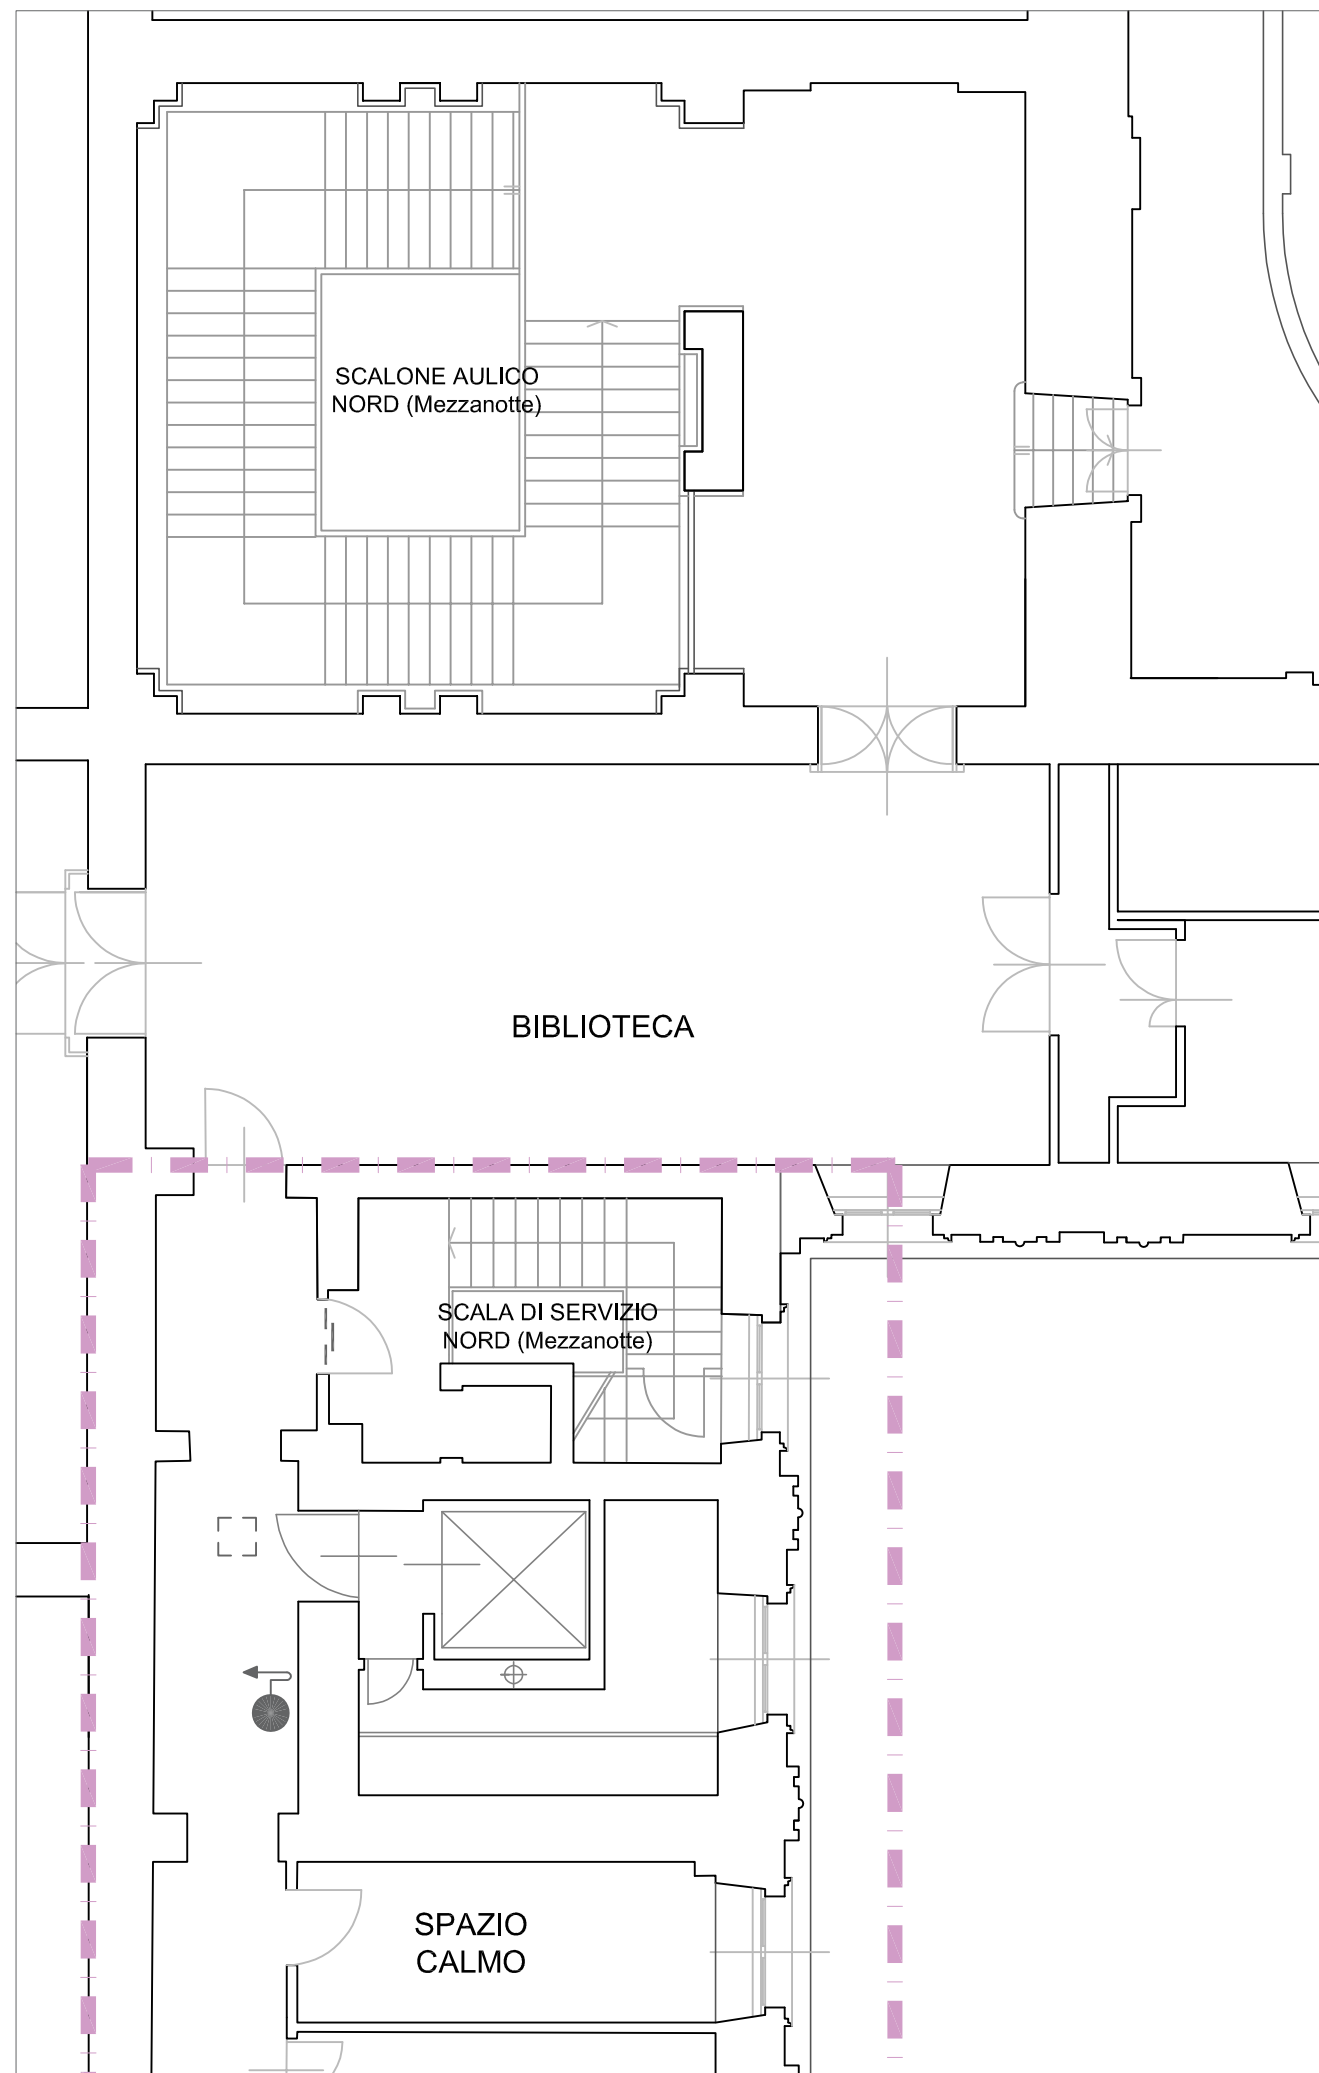 SCALONE AULICO
NORD (Mezzanotte)
BIBLIOTECA
SCALA DI SERVIZIO
NORD (Mezzanotte)
SPAZIO
CALMO